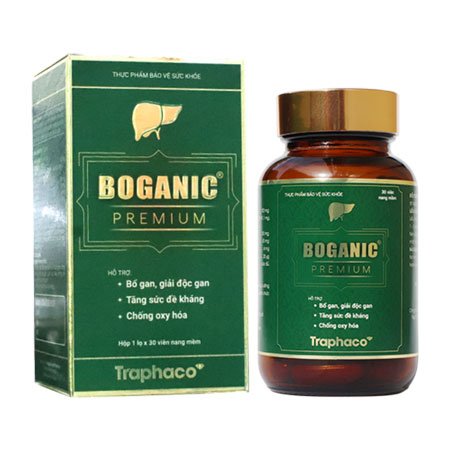 THỰC PHẨM BẢO VỆ SỨC KHỎE
BOGANIC®
PREMIUM
HỖ TRỢ:
• Bổ gan, giải độc gan
• Tăng sức đề kháng
• Chống oxy hóa
Hộp 1 lọ x 30 viên nang mềm
Traphaco
THỰC PHẨM BẢO VỆ SỨC KHỎE
30 viên
nang mềm
BOGANIC®
PREMIUM
HỖ TRỢ:
• Bổ gan, giải độc gan
• Tăng sức đề kháng
• Chống oxy hóa
Traphaco